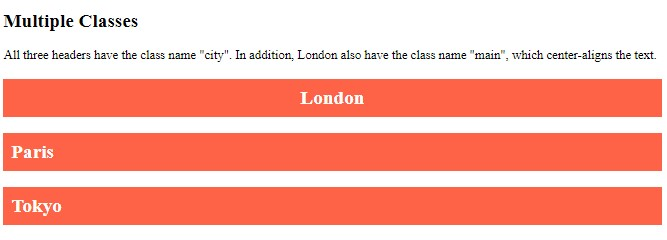 Multiple Classes
All three headers have the class name "city". In addition, London also have the class name "main", which center-aligns the text.
London
Paris
Tokyo